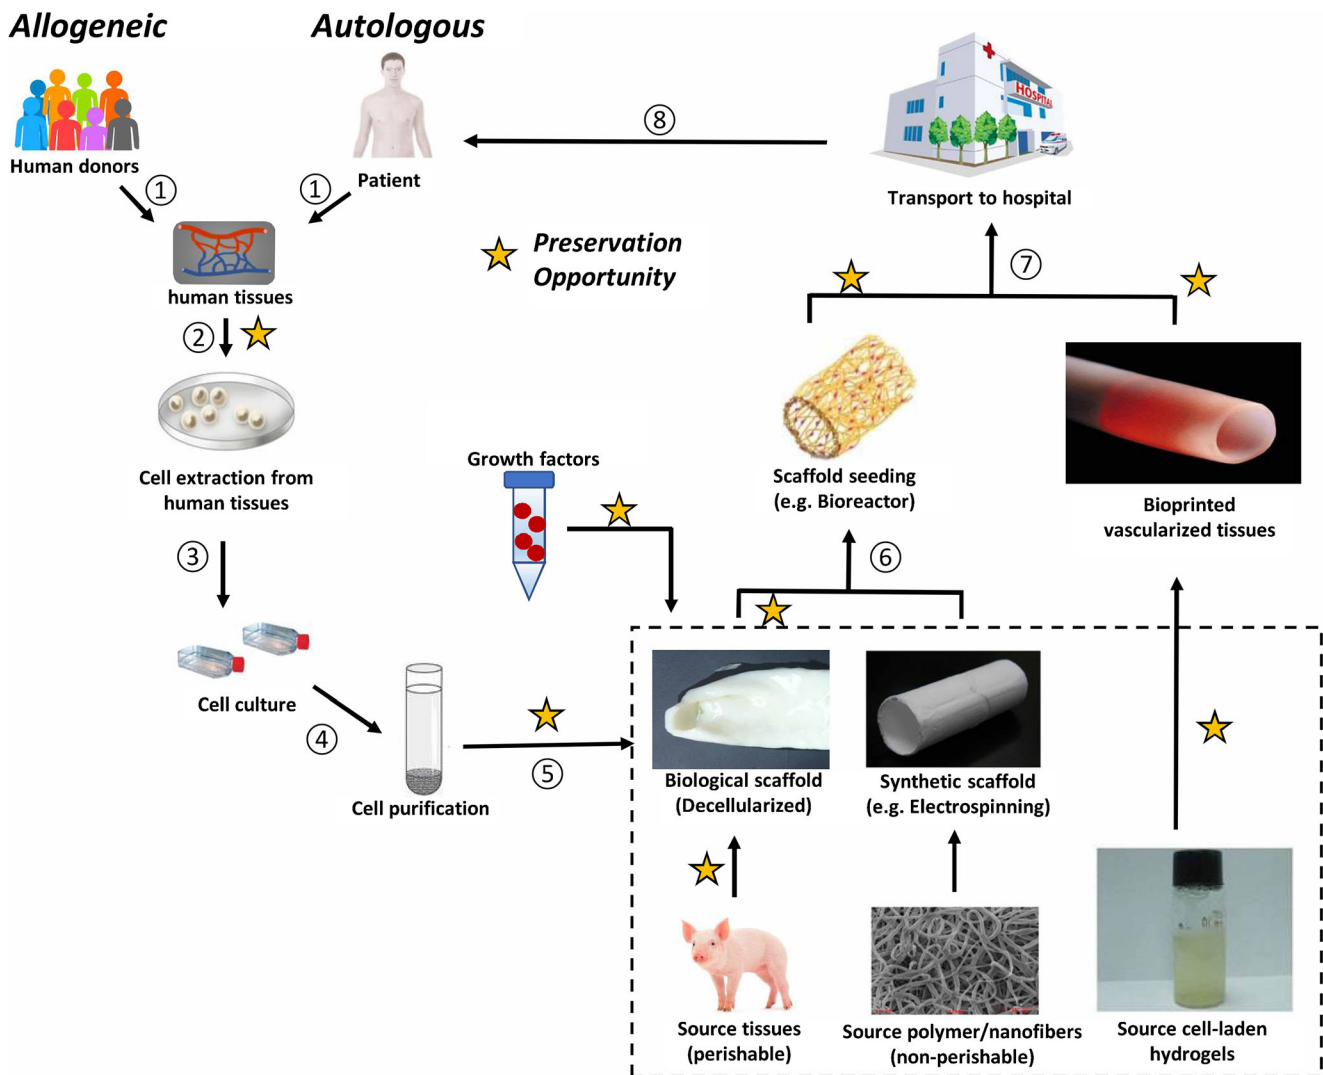 Allogeneic
Autologous
Human donors
Patient
①
①
⑧
HOSPITAL
Transport to hospital
Preservation
Opportunity
⑦
human tissues
②
Cell extraction from
human tissues
③
Growth factors
Scaffold seeding
(e.g. Bioreactor)
Bioprinted
vascularized tissues
⑥
Cell culture
④
Cell purification
⑤
Biological scaffold
(Decellularized)
Synthetic scaffold
(e.g. Electrospinning)
Source tissues
(perishable)
Source polymer/nanofibers
(non-perishable)
Source cell-laden
hydrogels